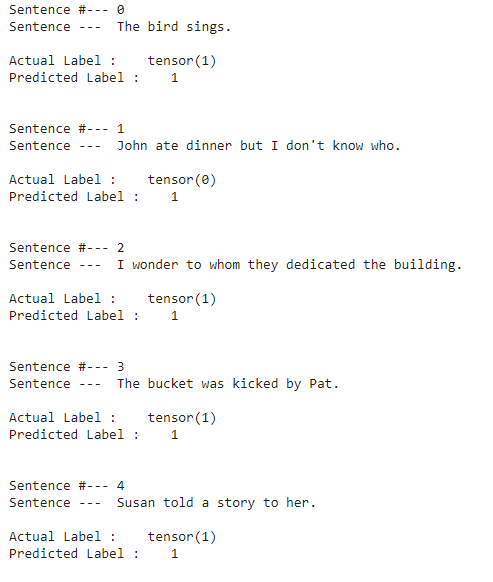 Sentence #--- 0
Sentence ---  The bird sings.
Actual Label :    tensor(1)
Predicted Label :    1
Sentence #--- 1
Sentence ---  John ate dinner but I don't know who.
Actual Label :    tensor(0)
Predicted Label :    1
Sentence #--- 2
Sentence ---  I wonder to whom they dedicated the building.
Actual Label :    tensor(1)
Predicted Label :    1
Sentence #--- 3
Sentence ---  The bucket was kicked by Pat.
Actual Label :    tensor(1)
Predicted Label :    1
Sentence #--- 4
Sentence ---  Susan told a story to her.
Actual Label :    tensor(1)
Predicted Label :    1